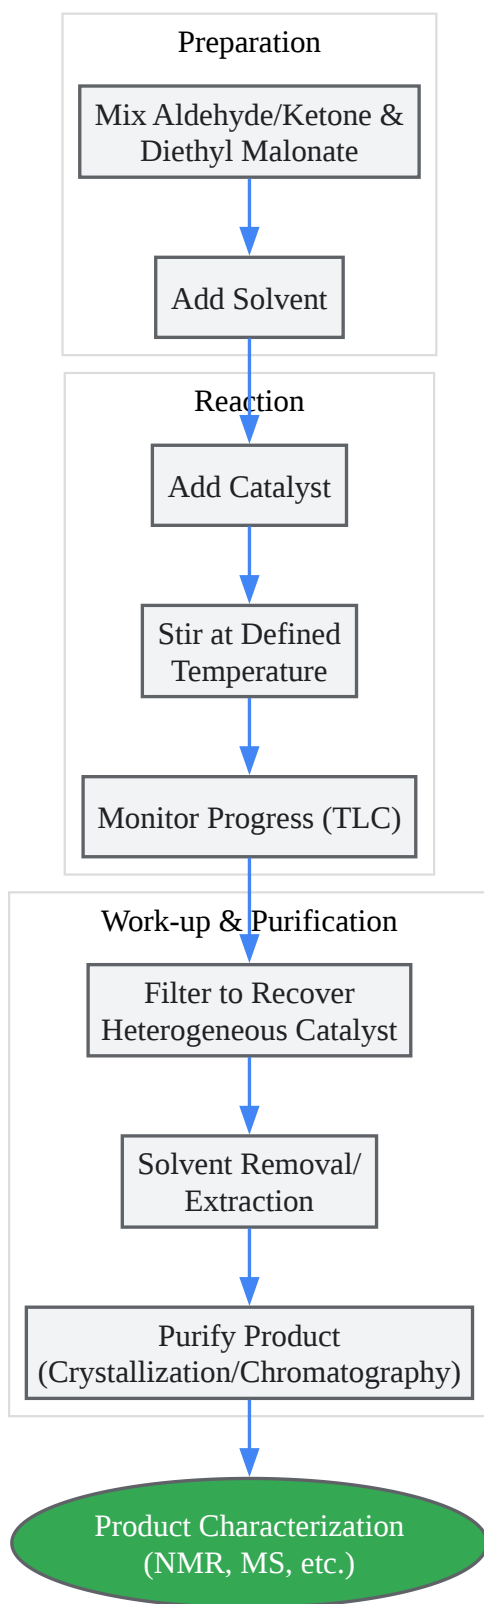 Preparation
Mix Aldehyde/Ketone &
Diethyl Malonate
Add Solvent
Reaction
Add Catalyst
Stir at Defined
Temperature
Monitor Progress (TLC)
Work-up & Purification
Filter to Recover
Heterogeneous Catalyst
Solvent Removal/
Extraction
Purify Product
(Crystallization/Chromatography)
Product Characterization
(NMR, MS, etc.)